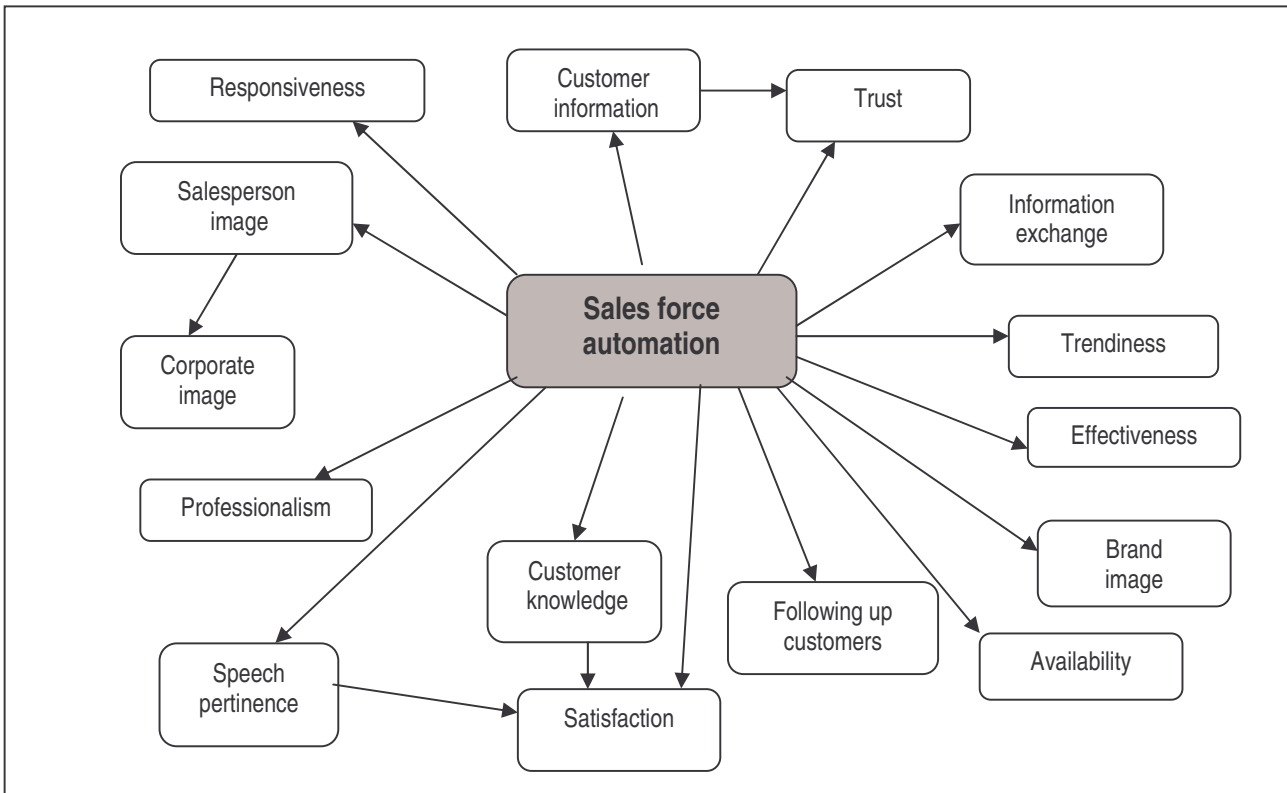 Responsiveness
Customer
information
Trust
Salesperson
image
Information
exchange
Sales force
automation
Trendiness
Corporate
image
Effectiveness
Professionalism
Brand
image
Customer
knowledge
Following up
customers
Availability
Speech
pertinence
Satisfaction